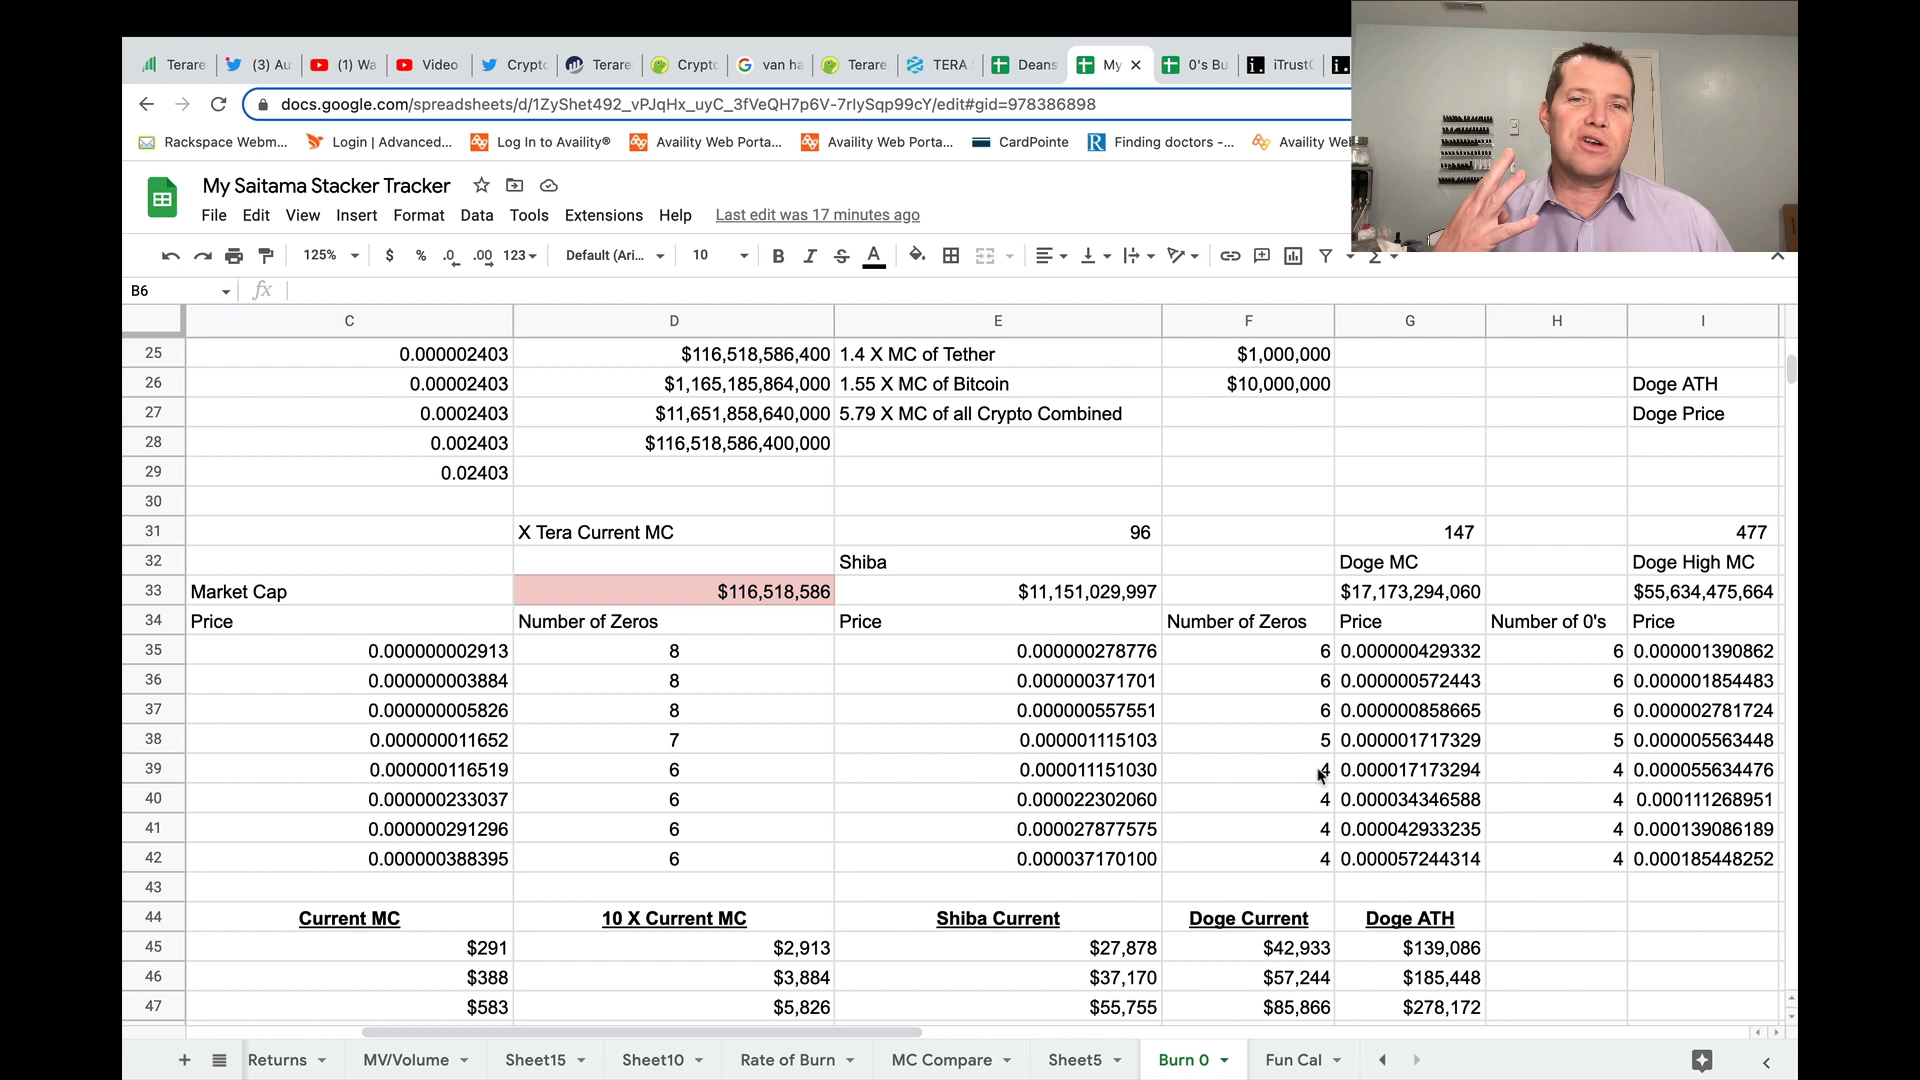 Terare
(3) Au
(1) Wa
Video
Crypto
Terare
Crypto
van ha
Terare
TERA
Deans
My
0's Bu
iTrust
docs.google.com/spreadsheets/d/1ZyShet492_vPJqHx_uyC_3fVeQH7p6V-7rIySqp99cY/edit#gid=978386898
Rackspace Webm...
Login | Advanced...
Log In to Availity®
Availity Web Porta...
Availity Web Porta...
CardPointe
Finding doctors -...
Availity Web
My Saitama Stacker Tracker
File Edit View Insert Format Data Tools Extensions Help Last edit was 17 minutes ago
125% $ % .0 .00 123 Default (Ari... 10 B I S A
B6 fx
C D E F G H I
25 0.000002403 $116,518,586,400 1.4 X MC of Tether $1,000,000
26 0.00002403 $1,165,185,864,000 1.55 X MC of Bitcoin $10,000,000 Doge ATH
27 0.0002403 $11,651,858,640,000 5.79 X MC of all Crypto Combined Doge Price
28 0.002403 $116,518,586,400,000
29 0.02403
30
31 X Tera Current MC 96 147 477
32 Shiba Doge MC Doge High MC
33 Market Cap $116,518,586 $11,151,029,997 $17,173,294,060 $55,634,475,664
34 Price Number of Zeros Price Number of Zeros Price Number of 0's Price
35 0.000000002913 8 0.000000278776 6 0.000000429332 6 0.000001390862
36 0.000000003884 8 0.000000371701 6 0.000000572443 6 0.000001854483
37 0.000000005826 8 0.000000557551 6 0.000000858665 6 0.000002781724
38 0.000000011652 7 0.000001115103 5 0.000001717329 5 0.000005563448
39 0.000000116519 6 0.000011151030 4 0.000017173294 4 0.000055634476
40 0.000000233037 6 0.000022302060 4 0.000034346588 4 0.000111268951
41 0.000000291296 6 0.000027877575 4 0.000042933235 4 0.000139086189
42 0.000000388395 6 0.000037170100 4 0.000057244314 4 0.000185448252
43
44 Current MC 10 X Current MC Shiba Current Doge Current Doge ATH
45 $291 $2,913 $27,878 $42,933 $139,086
46 $388 $3,884 $37,170 $57,244 $185,448
47 $583 $5,826 $55,755 $85,866 $278,172
Returns MV/Volume Sheet15 Sheet10 Rate of Burn MC Compare Sheet5 Burn 0 Fun Cal